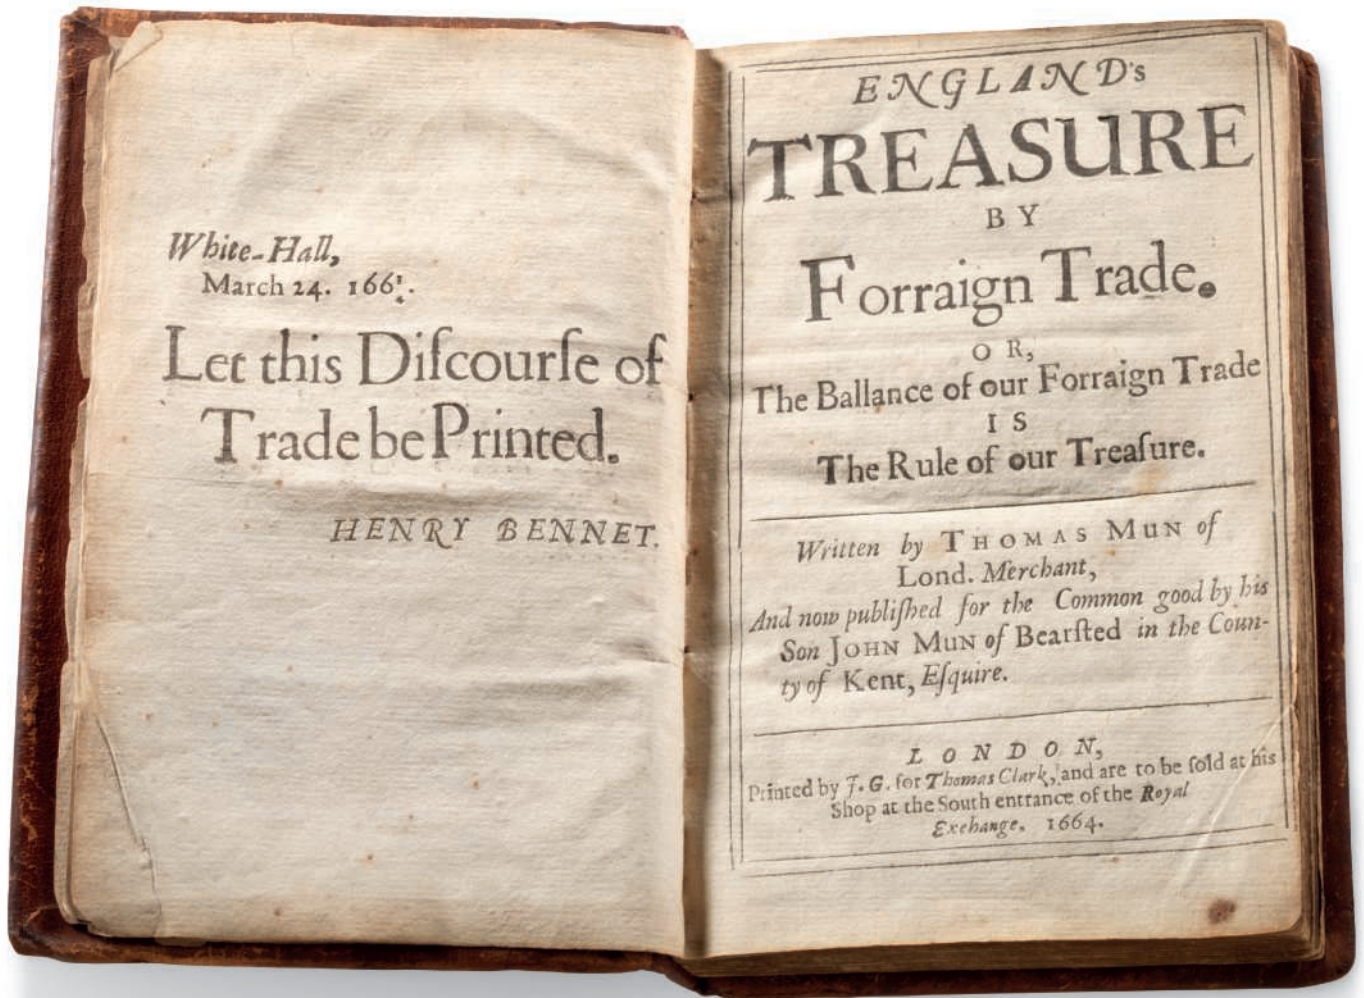 White-Hall,
March 24.
Let this Diſcourſe of
Trade be Printed.
HENRY BENNET.
ENGLAND's
TREASURE
BY
Forraign Trade.
OR,
The Ballance of our Forraign Trade
IS
The Rule of our Treaſure.
Written by THOMAS MUN of
Lond. Merchant,
And now publiſhed for the Common good by his
Son JOHN MUN of Bearſted in the Coun-
ty of Kent, Eſquire.
LONDON,
Printed by J. G. for Thomas Clark, and are to be ſold at his
Shop at the South entrance of the Royal
Exchange. 1664.